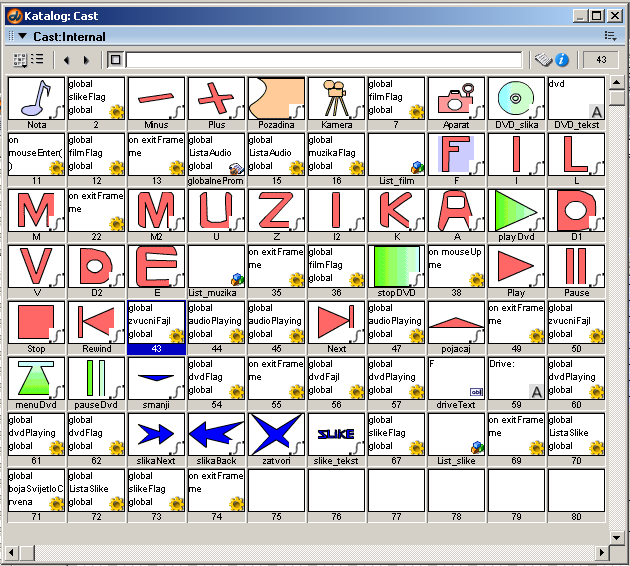 Katalog: Cast
Cast:Internal
43
global slikeFlag global
global filmFlag global
dvd
Nota 2 Minus Plus Pozadina Kamera 7 Aparat DVD_slika DVD_tekst
on mouseEnter()
global filmFlag global
on exitFrame me
global ListaAudio
global ListaAudio global
global muzikaFlag global
F I L
11 12 13 globalneProm 15 16 List_film F I L
M
on exitFrame me
M U Z I K A D
M 22 M2 U Z I2 K A playDvd D1
V D E
on exitFrame me
global filmFlag global
on mouseUp me
V D2 E List_muzika 35 36 stopDVD 38 Play Pause
global zvucniFajl global
global audioPlaying global
global audioPlaying global
global audioPlaying global
on exitFrame me
global zvucniFajl global
Stop Rewind 43 44 45 Next 47 pojacaj 49 50
global dvdFlag global
on exitFrame me
global dvdFajl global
global dvdPlaying global
F
Drive:
global dvdPlaying global
menuDvd pauseDvd smanji 54 55 56 57 driveText 59 60
global dvdPlaying global
global dvdFlag global
SLIKE
global slikeFlag global
on exitFrame me
global ListaSlike global
61 62 slikaNext slikaBack zatvori slike_tekst 67 List_slike 69 70
global bojaSvijetloCrvena
global ListaSlike global
global slikeFlag global
on exitFrame me
71 72 73 74 75 76 77 78 79 80